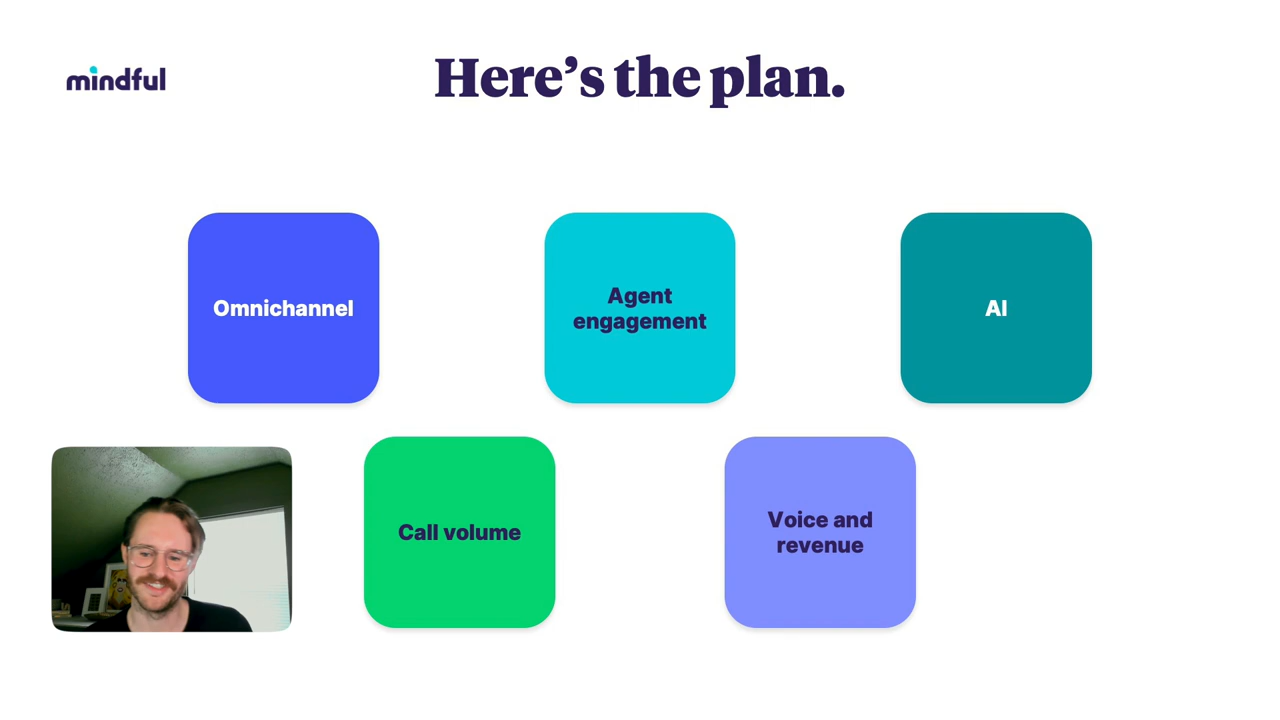 mindful
Here’s the plan.
Omnichannel
Agent
engagement
AI
Call volume
Voice and
revenue